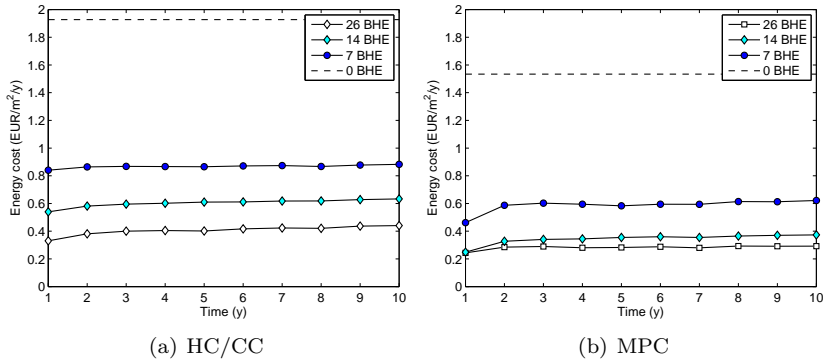 2
1.8
1.6
1.4
1.2
1
0.8
0.6
0.4
0.2
0
Energy cost (EUR/m²/y)
1 2 3 4 5 6 7 8 9 10
Time (y)
26 BHE
14 BHE
7 BHE
0 BHE
(a) HC/CC
2
1.8
1.6
1.4
1.2
1
0.8
0.6
0.4
0.2
0
Energy cost (EUR/m²/y)
1 2 3 4 5 6 7 8 9 10
Time (y)
26 BHE
14 BHE
7 BHE
0 BHE
(b) MPC